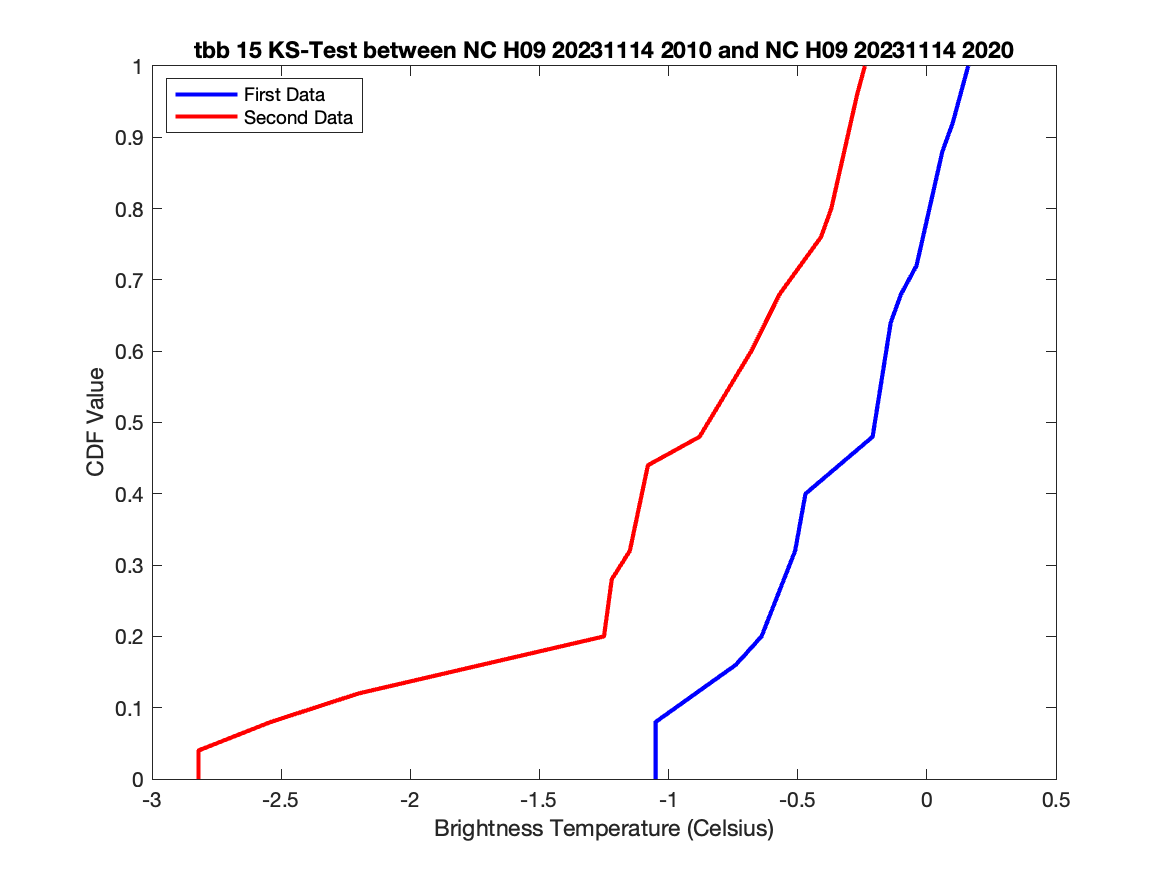 tbb 15 KS-Test between NC H09 20231114 2010 and NC H09 20231114 2020
First Data
Second Data
1
0.9
0.8
0.7
0.6
0.5
0.4
0.3
0.2
0.1
0
CDF Value
-3 -2.5 -2 -1.5 -1 -0.5 0 0.5
Brightness Temperature (Celsius)